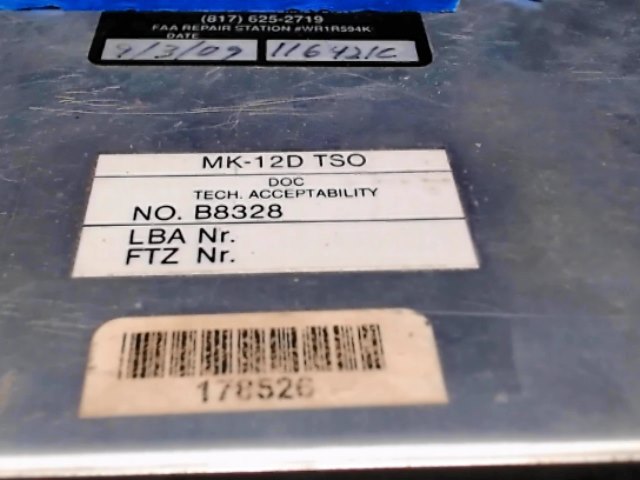 (817) 625-2719
FAA REPAIR STATION #WR1R594K
DATE
9/3/09 116421C
MK-12D TSO
DOC
TECH. ACCEPTABILITY
NO. B8328
LBA Nr.
FTZ Nr.
178526